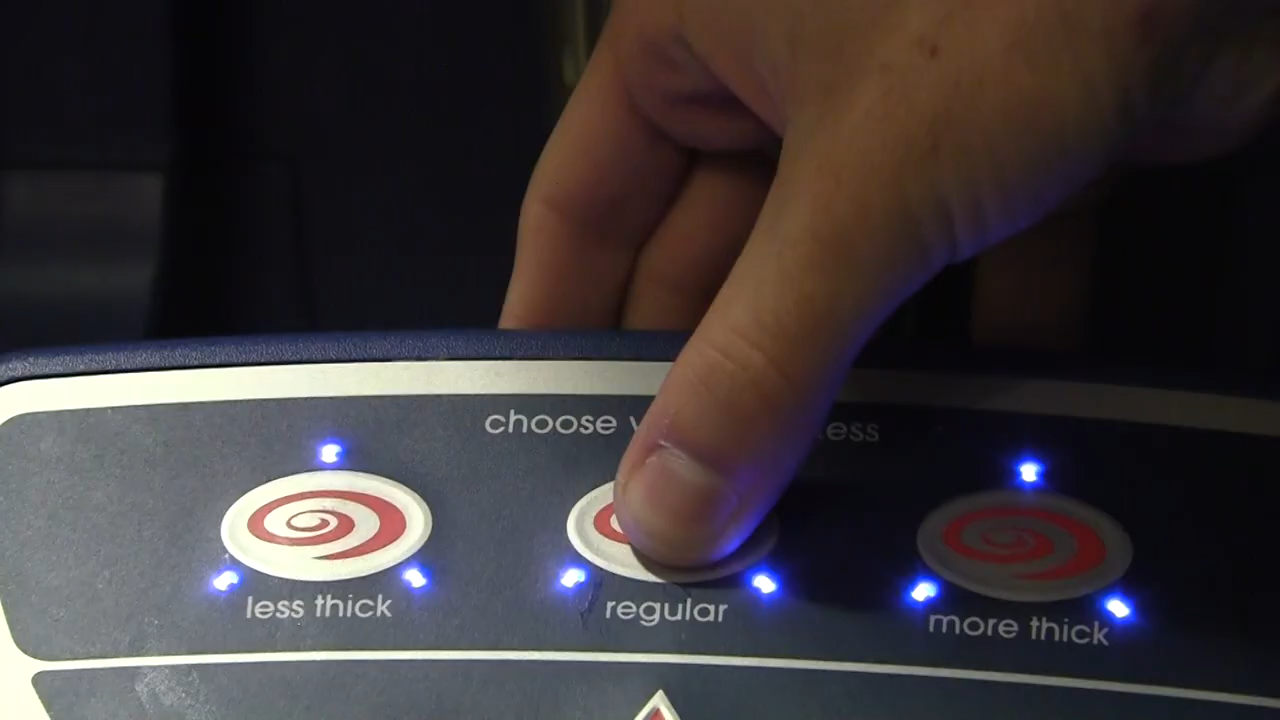 choose
less thick
regular
more thick